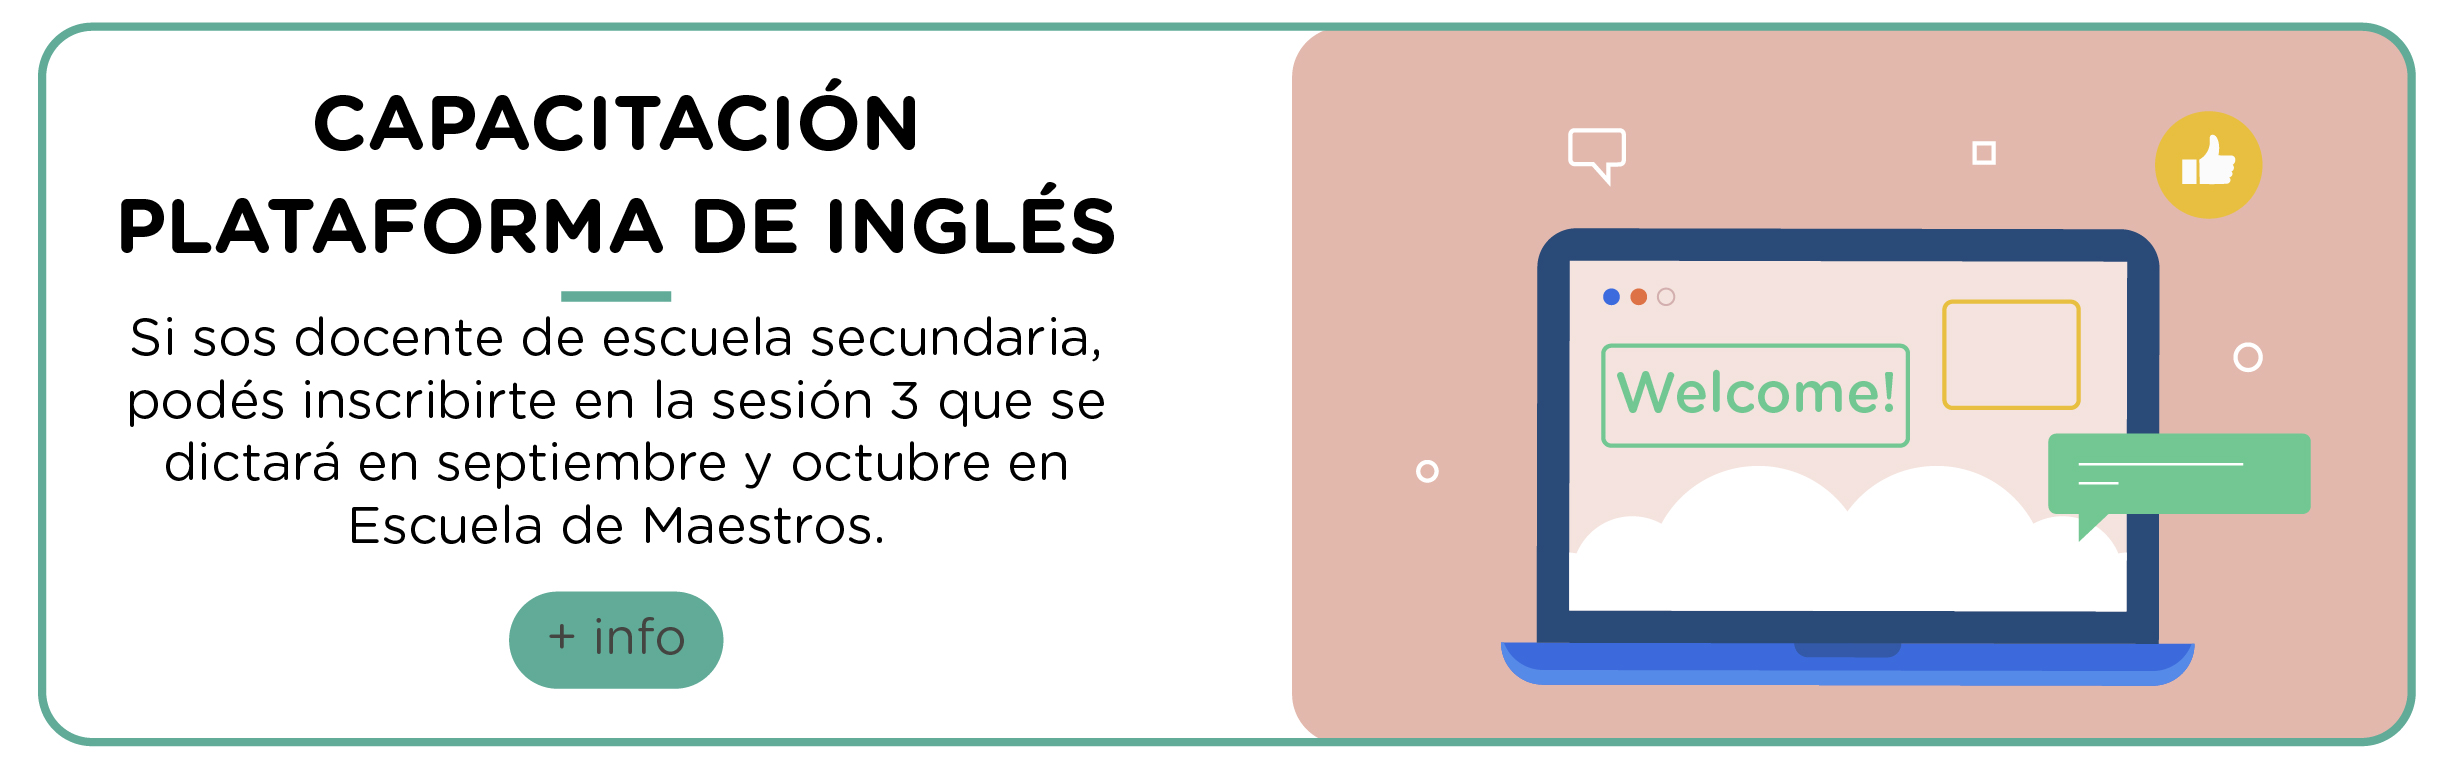 CAPACITACIÓN
PLATAFORMA DE INGLÉS
Si sos docente de escuela secundaria,
podés inscribirte en la sesión 3 que se
dictará en septiembre y octubre en
Escuela de Maestros.
+ info
Welcome!